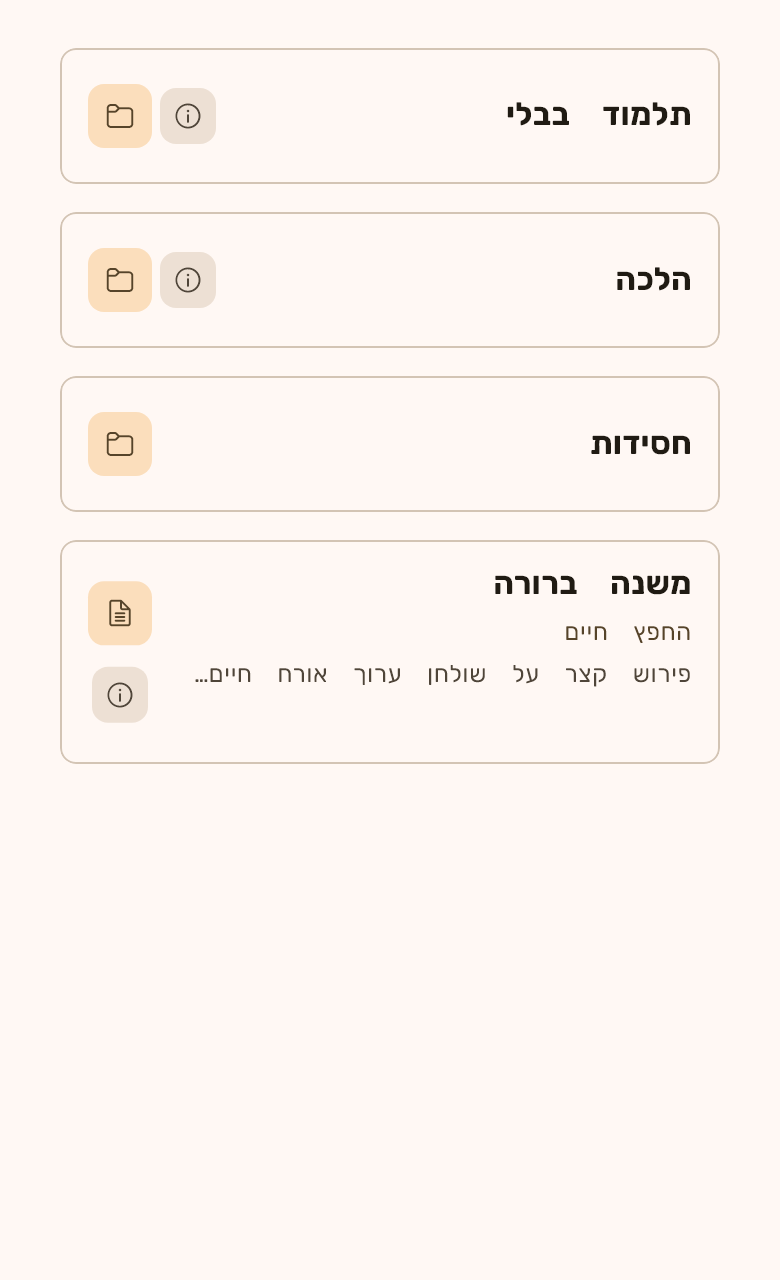 תלמוד בבלי
הלכה
חסידות
משנה ברורה
החפץ חיים
פירוש קצר על שולחן ערוך אורח חיים...